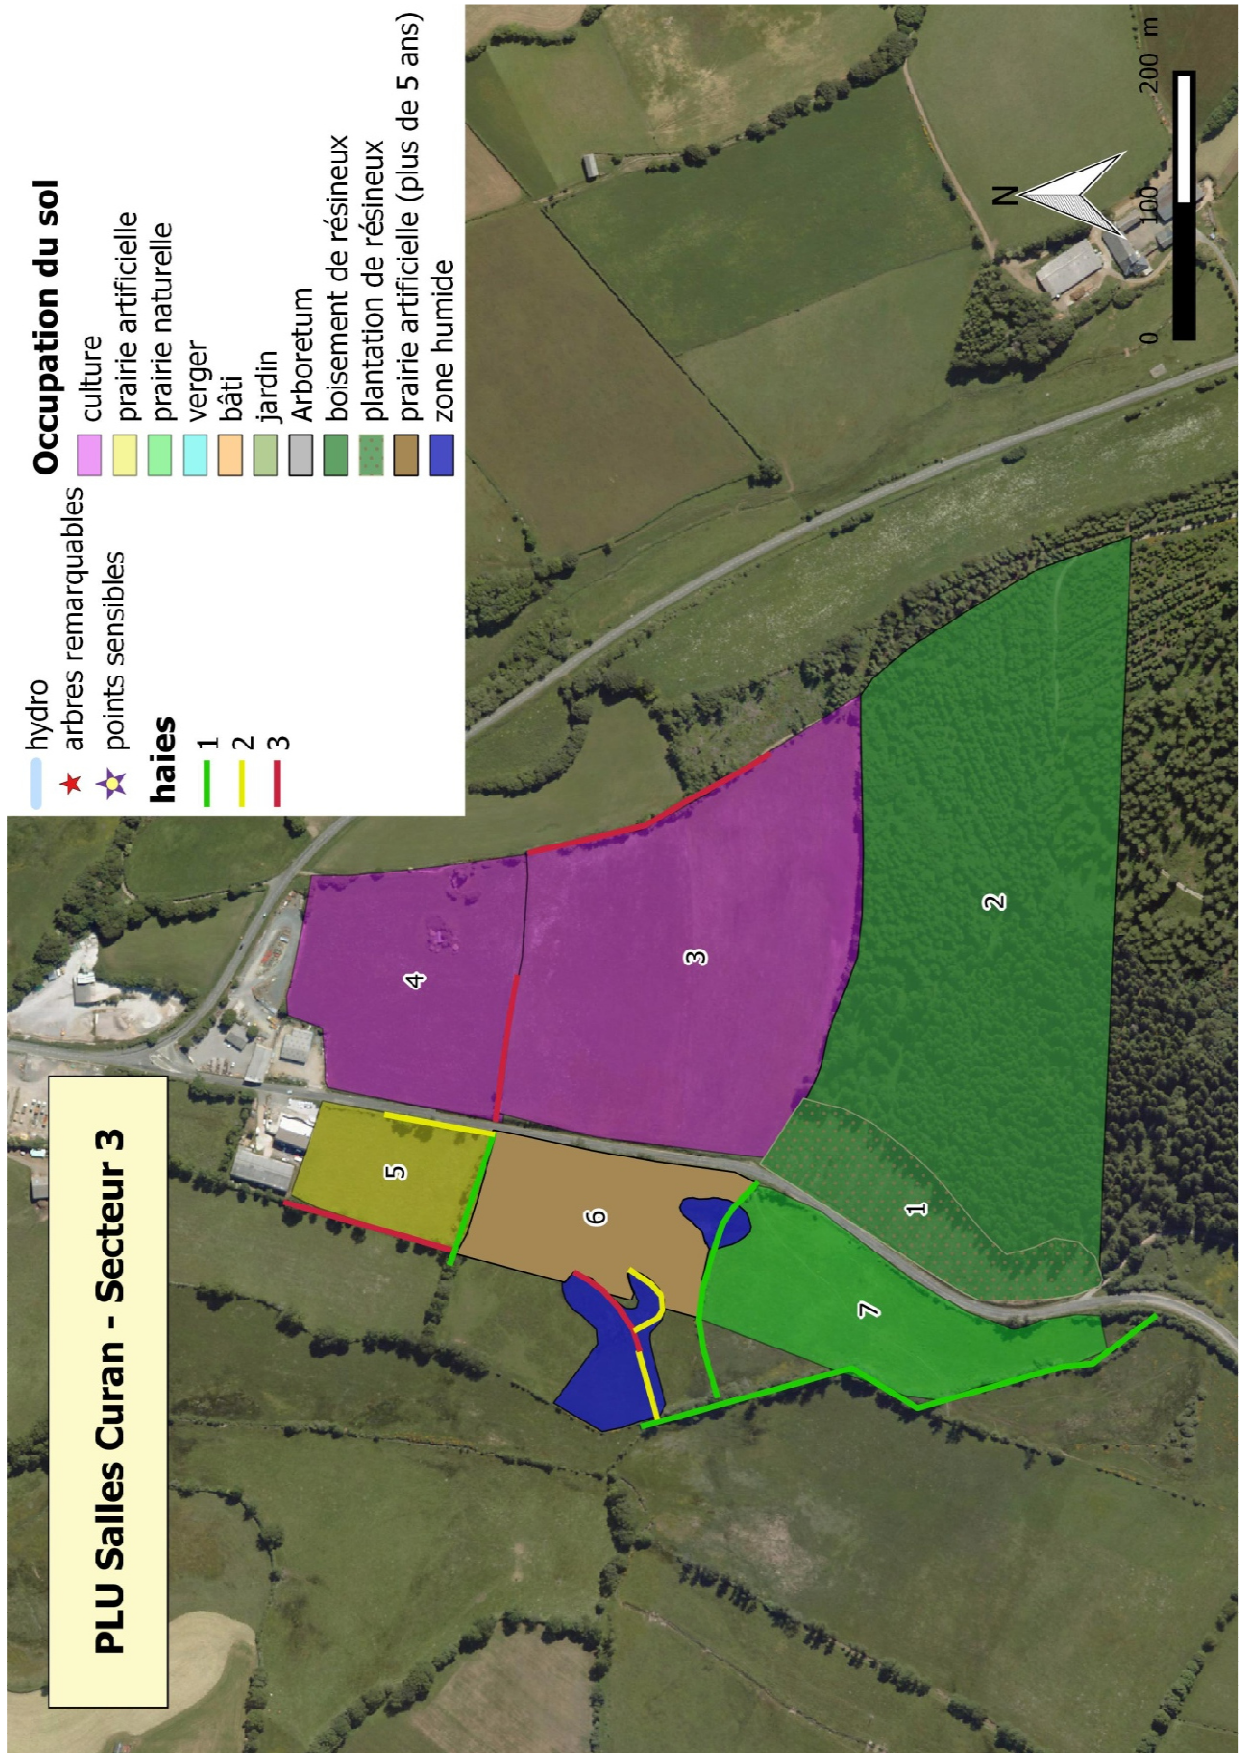 PLU Salles Curan - Secteur 3
hydro
arbres remarquables
points sensibles
haies
1
2
3
Occupation du sol
culture
prairie artificielle
prairie naturelle
verger
bâti
jardin
Arboretum
boisement de résineux
plantation de résineux
prairie artificielle (plus de 5 ans)
zone humide
4
5
3
6
2
1
7
N
0 100 200 m